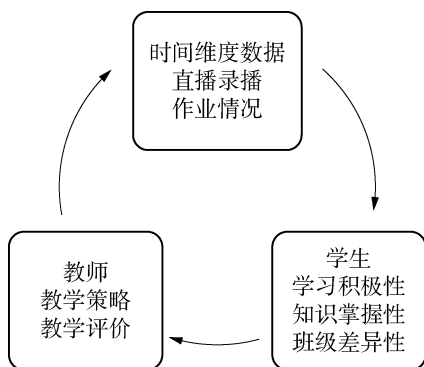 时间维度数据
直播录播
作业情况
教师
教学策略
教学评价
学生
学习积极性
知识掌握性
班级差异性